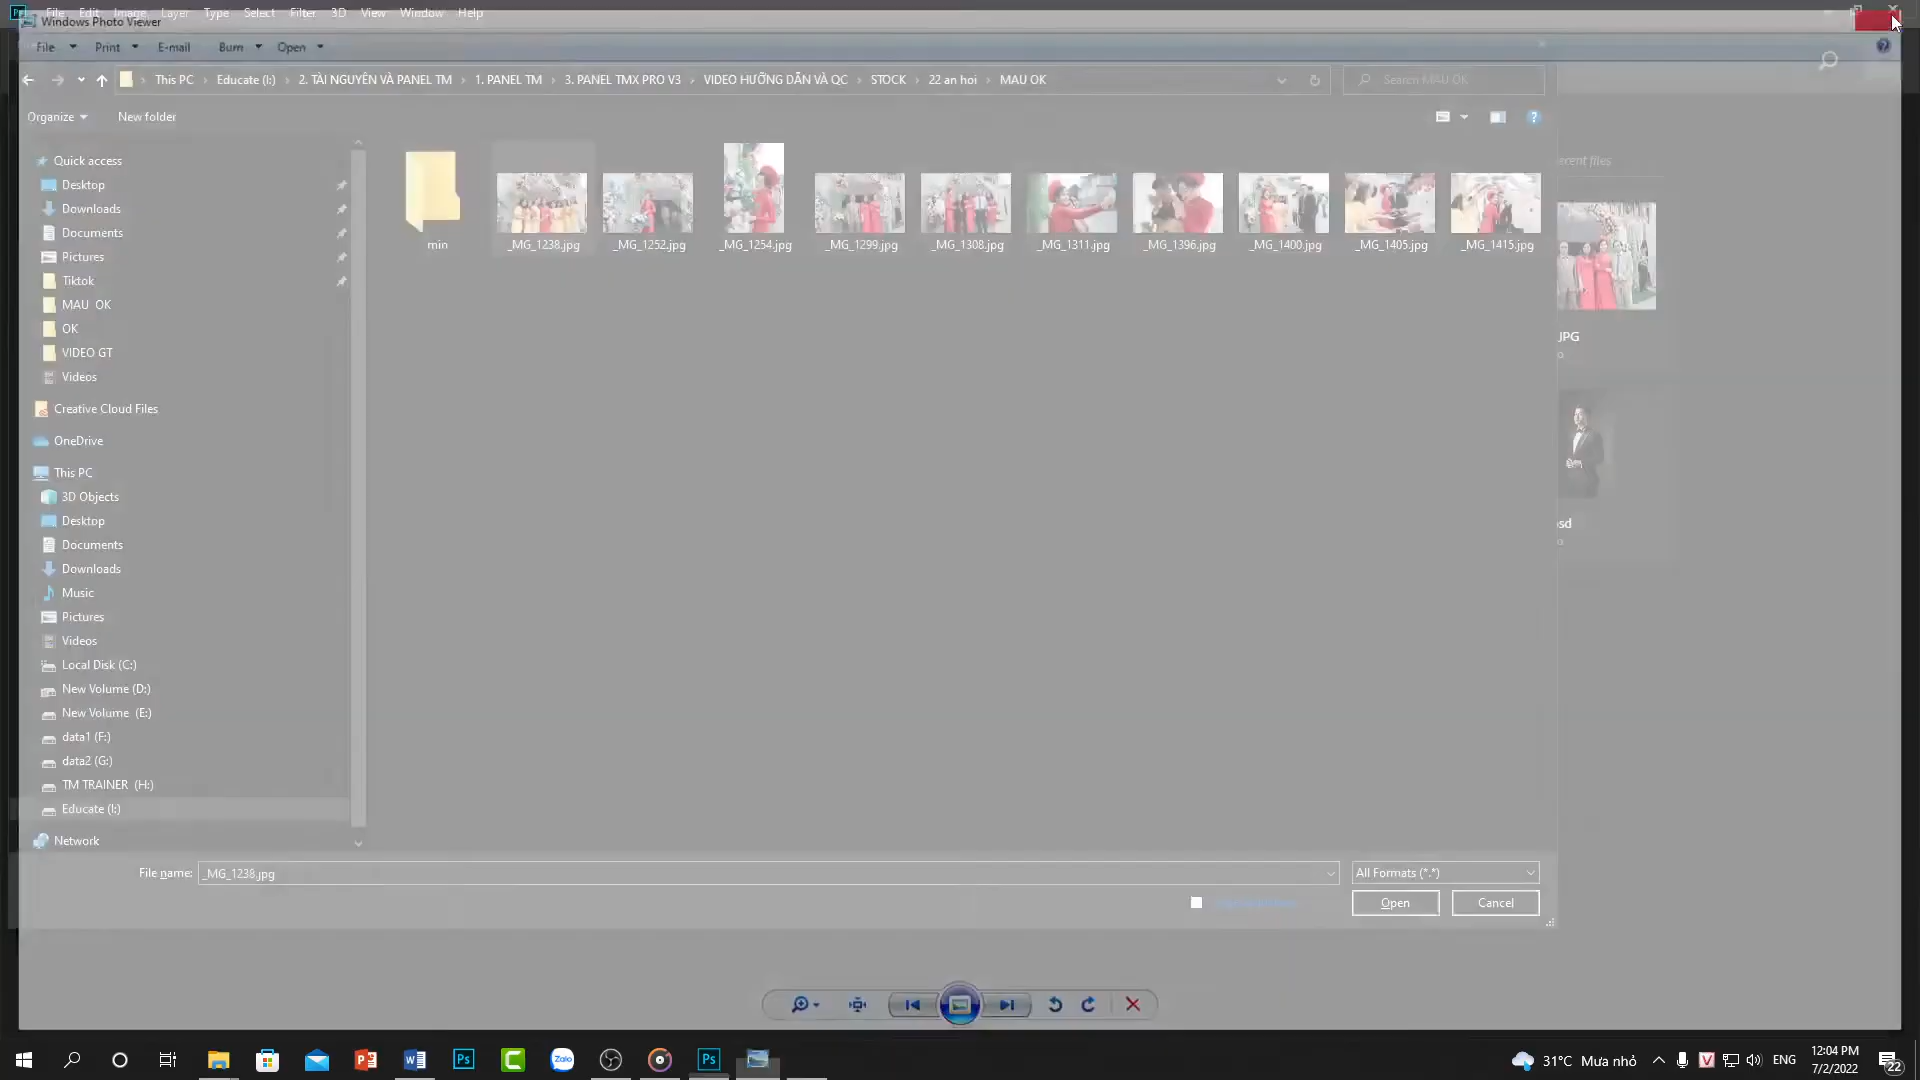 File Edit Image Layer Type Select Filter 3D View Window Help
Windows Photo Viewer
File Print E-mail Burn Open
This PC Educate (I:) 2. TÀI NGUYÊN VÀ PANEL TM 1. PANEL TM 3. PANEL TMX PRO V3 VIDEO HƯỚNG DẪN VÀ QC STOCK 22 an hoi MAU OK
Search MAU OK
Organize New folder
Quick access
Desktop
Downloads
Documents
Pictures
Tiktok
MAU OK
OK
VIDEO GT
Videos
Creative Cloud Files
OneDrive
This PC
3D Objects
Desktop
Documents
Downloads
Music
Pictures
Videos
Local Disk (C:)
New Volume (D:)
New Volume (E:)
data1 (F:)
data2 (G:)
TM TRAINER (H:)
Educate (I:)
Network
min
_MG_1238.jpg
_MG_1252.jpg
_MG_1254.jpg
_MG_1299.jpg
_MG_1308.jpg
_MG_1311.jpg
_MG_1396.jpg
_MG_1400.jpg
_MG_1405.jpg
_MG_1415.jpg
ecent files
JPG
sd
File name: _MG_1238.jpg
All Formats (*.*)
Open Cancel
Zalo
31°C Mưa nhỏ
ENG
12:04 PM
7/2/2022
22